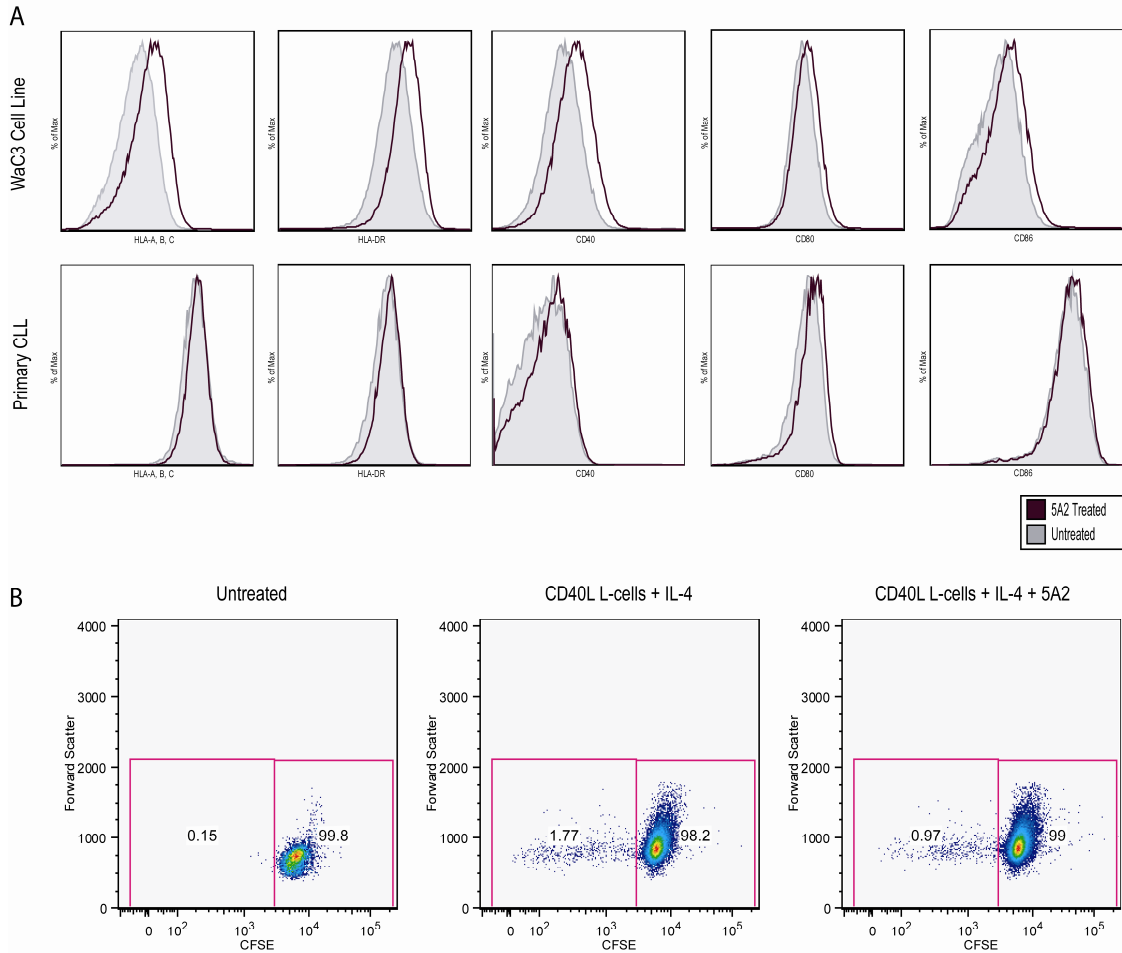 A
WaC3 Cell Line
% of Max
HLA-A, B, C
% of Max
HLA-DR
% of Max
CD40
% of Max
CD80
% of Max
CD86
Primary CLL
% of Max
HLA-A, B, C
% of Max
HLA-DR
% of Max
CD40
% of Max
CD80
% of Max
CD86
5A2 Treated
Untreated
B
Untreated
Forward Scatter
4000
3000
2000
1000
0
0.15
99.8
0 10² 10³ 10⁴ 10⁵
CFSE
CD40L L-cells + IL-4
Forward Scatter
4000
3000
2000
1000
0
1.77
98.2
0 10² 10³ 10⁴ 10⁵
CFSE
CD40L L-cells + IL-4 + 5A2
Forward Scatter
4000
3000
2000
1000
0
0.97
99
0 10² 10³ 10⁴ 10⁵
CFSE